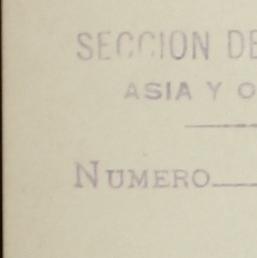 SECCION DE
ASIA Y O
NUMERO